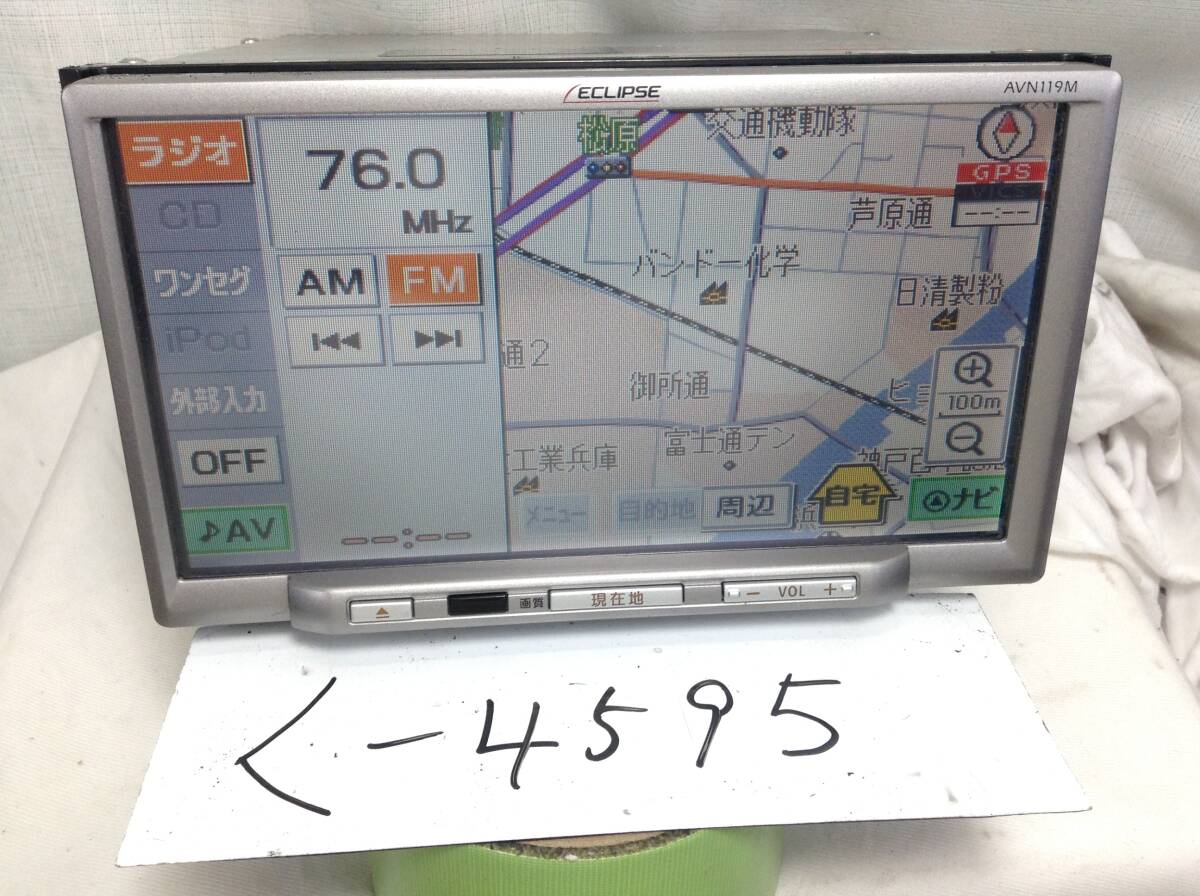 ECLIPSE
AVN119M
ラジオ
CD
ワンセグ
iPod
外部入力
OFF
♪AV
76.0
MHz
AM FM
松原
交通機動隊
芦原通
バンドー化学
日清製粉
通2
御所通
富士通テン
工業兵庫
GPS
VICS
--:--
100m
メニュー
目的地
周辺
自宅
ナビ
--:--
画質
現在地
- VOL +
く-4595